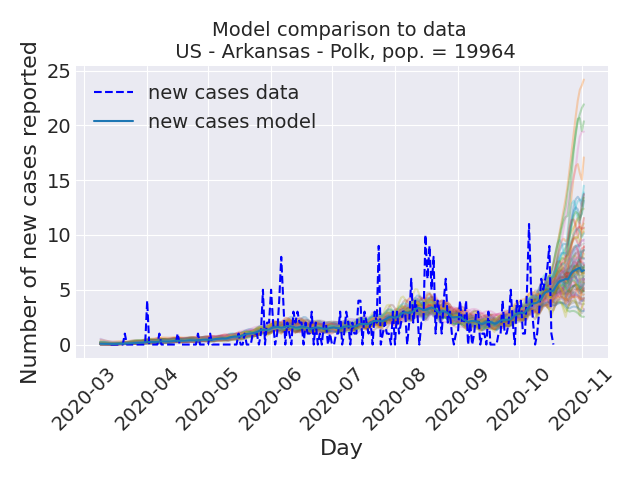 Model comparison to data
US - Arkansas - Polk, pop. = 19964
Number of new cases reported
25
20
15
10
5
0
new cases data
new cases model
2020-03
2020-04
2020-05
2020-06
2020-07
2020-08
2020-09
2020-10
2020-11
Day